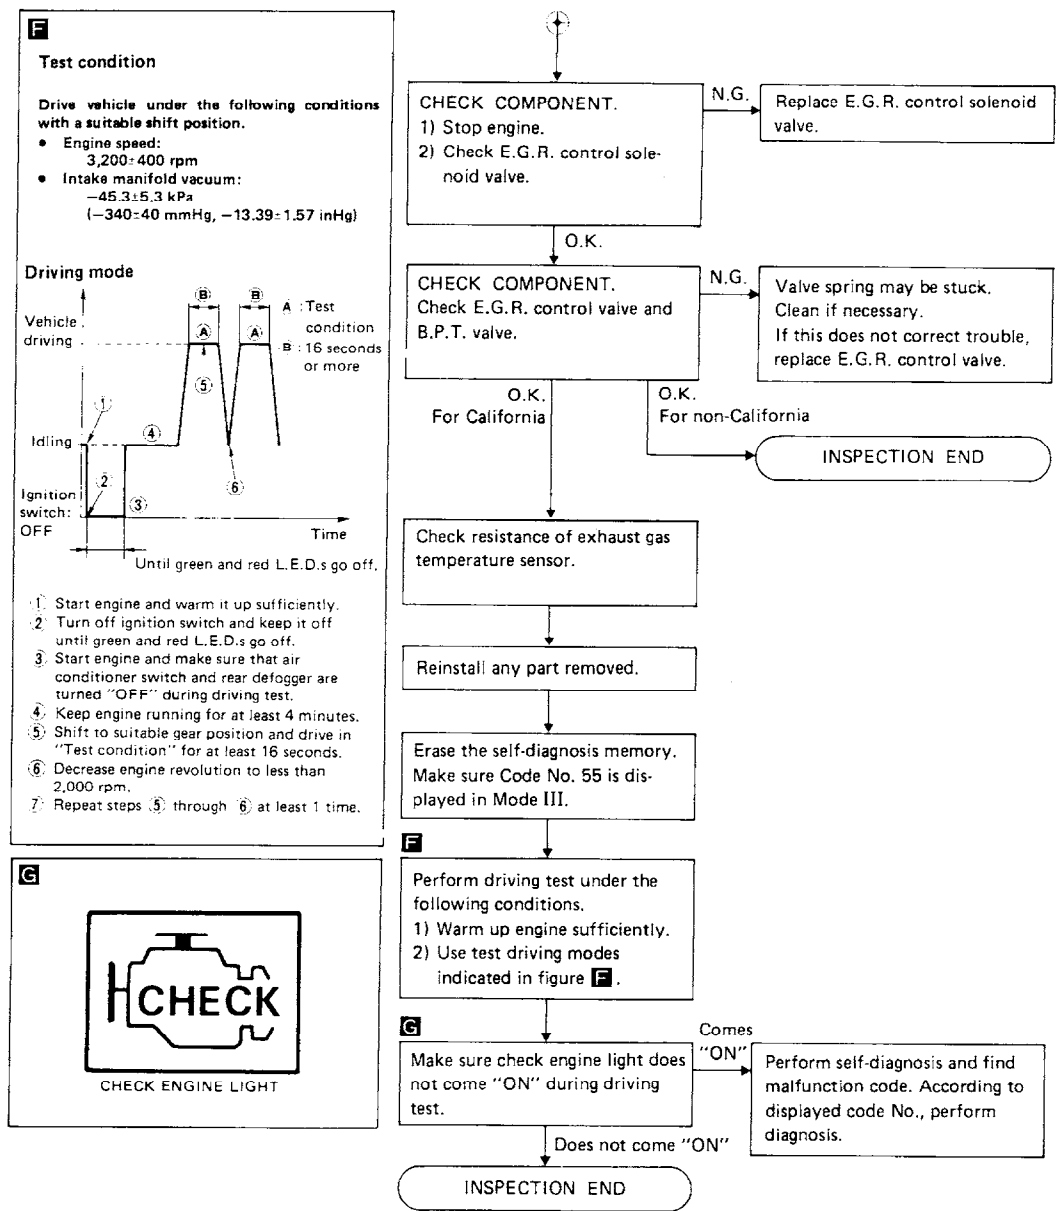 F
Test condition
Drive vehicle under the following conditions
with a suitable shift position.
• Engine speed:
3,200±400 rpm
• Intake manifold vacuum:
−45.3±5.3 kPa
(−340±40 mmHg, −13.39±1.57 inHg)
Driving mode
Vehicle
driving
Idling
Ignition
switch:
OFF
B
B
A
A
A : Test
condition
B : 16 seconds
or more
1
2
3
4
5
6
Time
Until green and red L.E.D.s go off.
1 Start engine and warm it up sufficiently.
2 Turn off ignition switch and keep it off
until green and red L.E.D.s go off.
3 Start engine and make sure that air
conditioner switch and rear defogger are
turned "OFF" during driving test.
4 Keep engine running for at least 4 minutes.
5 Shift to suitable gear position and drive in
"Test condition" for at least 16 seconds.
6 Decrease engine revolution to less than
2,000 rpm.
7 Repeat steps 5 through 6 at least 1 time.
G
CHECK
CHECK ENGINE LIGHT
CHECK COMPONENT.
1) Stop engine.
2) Check E.G.R. control sole-
noid valve.
N.G.
Replace E.G.R. control solenoid
valve.
O.K.
CHECK COMPONENT.
Check E.G.R. control valve and
B.P.T. valve.
N.G.
Valve spring may be stuck.
Clean if necessary.
If this does not correct trouble,
replace E.G.R. control valve.
O.K.
For California
O.K.
For non-California
INSPECTION END
Check resistance of exhaust gas
temperature sensor.
Reinstall any part removed.
Erase the self-diagnosis memory.
Make sure Code No. 55 is dis-
played in Mode III.
F
Perform driving test under the
following conditions.
1) Warm up engine sufficiently.
2) Use test driving modes
indicated in figure F .
G
Make sure check engine light does
not come "ON" during driving
test.
Comes
"ON"
Perform self-diagnosis and find
malfunction code. According to
displayed code No., perform
diagnosis.
Does not come "ON"
INSPECTION END